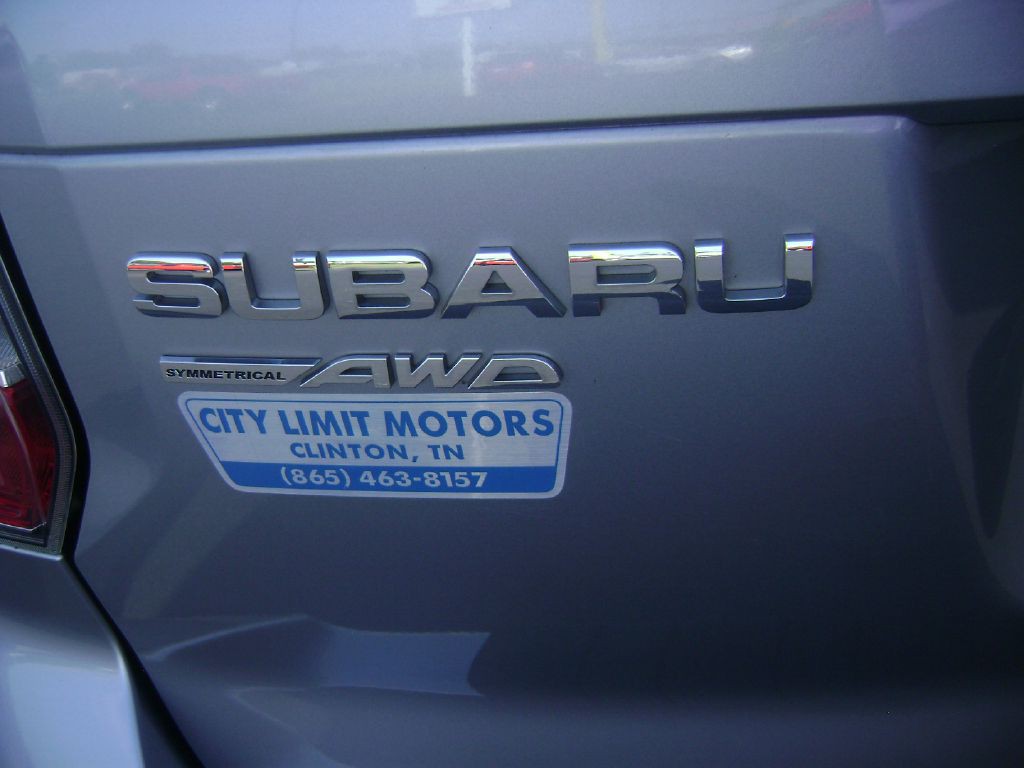 SUBARU
SYMMETRICAL AWD
CITY LIMIT MOTORS
CLINTON, TN
(865) 463-8157